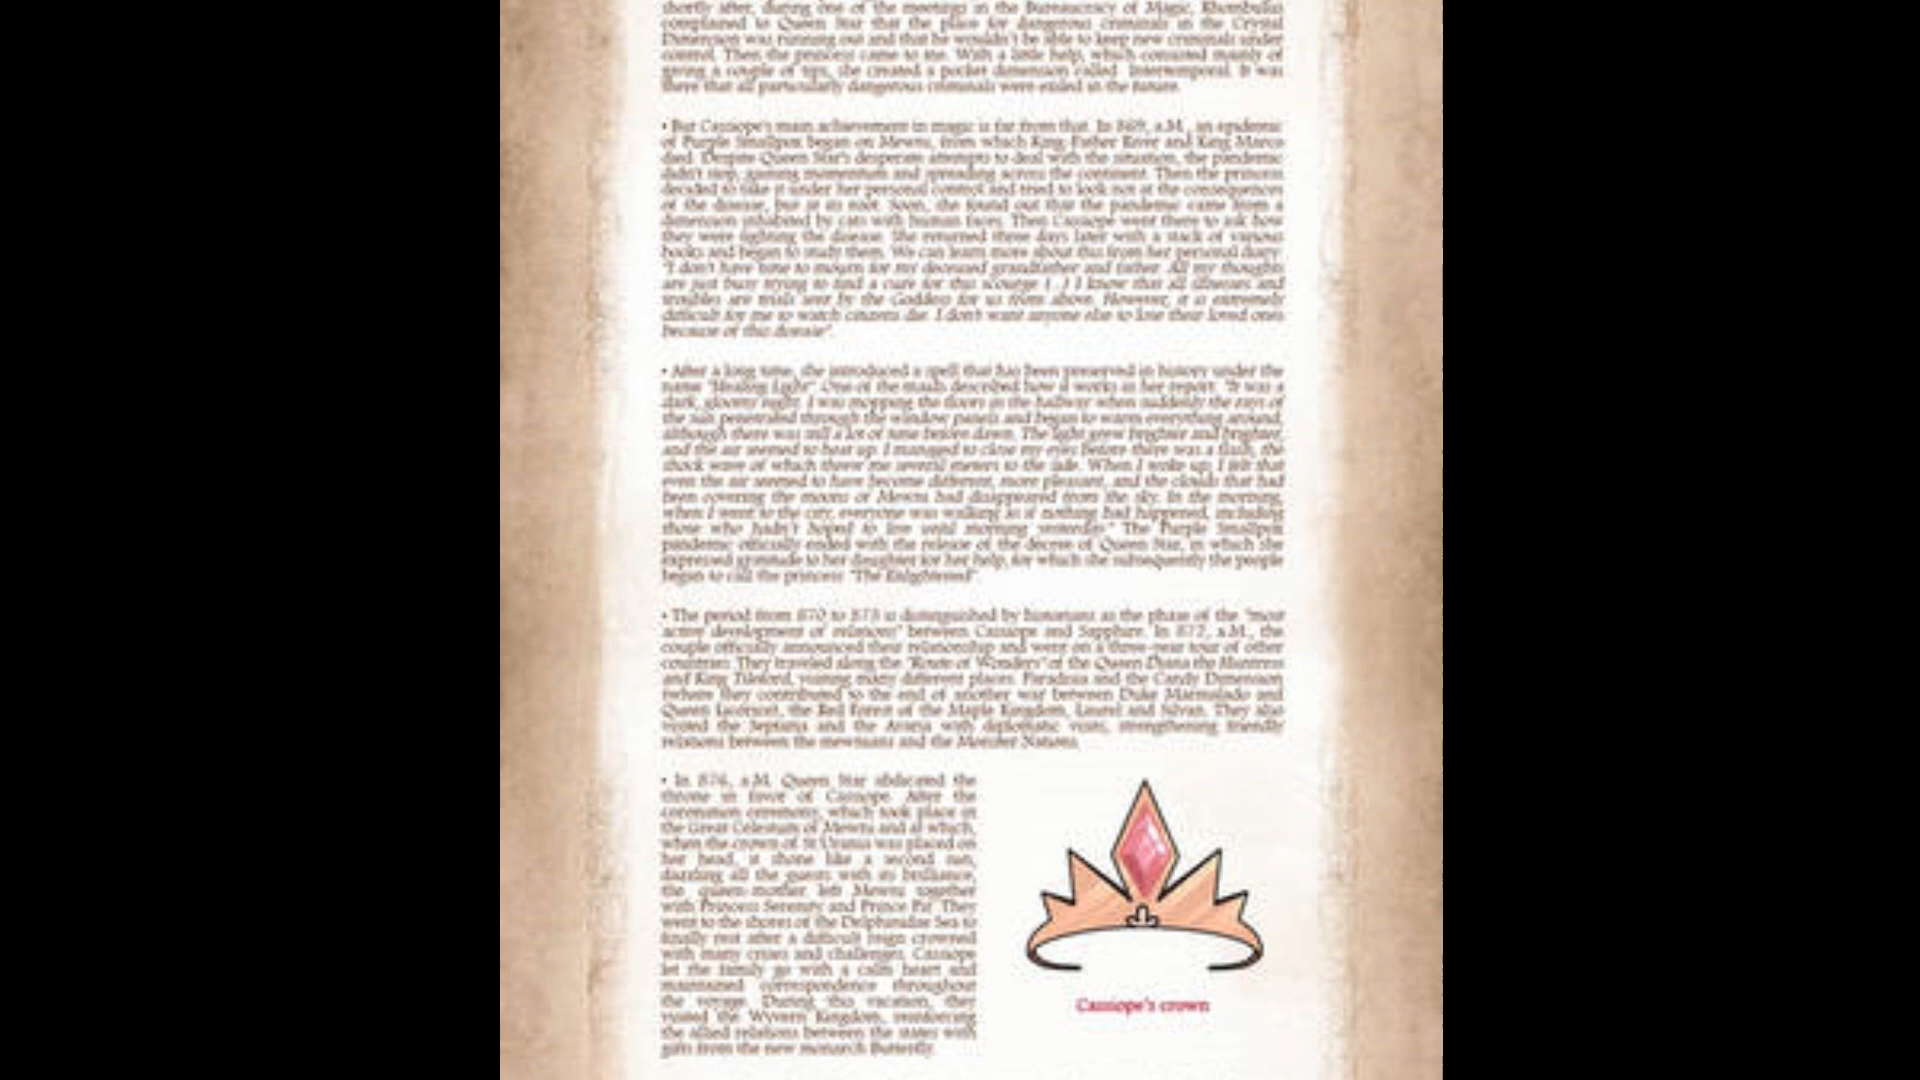 shortly after, during one of the meetings in the Bureaucracy of Magic, Rhombulus
complained to Queen Star that the place for dangerous criminals in the Crystal
Dimension was running out and that he wouldn't be able to keep new criminals under
control. Then the princess came to me. With a little help, which consisted mainly of
giving a couple of tips, she created a pocket dimension called Intertemporal. It was
there that all particularly dangerous criminals were ended in the future.
• But Cassiope's main achievement in magic is far from that. In 869, a.M., an epidemic
of Purple Smallpox began on Mewni, from which King-Father River and King Marco
died. Despite Queen Star's desperate attempts to deal with the situation, the pandemic
didn't stop, gaining momentum and spreading across the continent. Then the princess
decided to take it under her personal control and tried to look not at the consequences
of the disease, but at its root. Soon, she found out that the pandemic came from a
dimension inhabited by cats with human faces. Then Cassiope went there to ask how
they were fighting the disease. She returned three days later with a stack of various
books and began to study them. We can learn more about this from her personal diary:
"I don't have time to mourn for my deceased grandfather and father. All my thoughts
are just busy trying to find a cure for this scourge (...) I know that all illnesses and
troubles are trials sent by the Goddess for us from above. However, it is extremely
difficult for me to watch citizens die. I don't want anyone else to lose their loved ones
because of this disease".
• After a long time, she introduced a spell that has been preserved in history under the
name "Healing Light". One of the maids described how it works in her report: "It was a
dark, gloomy night. I was mopping the floors in the hallway when suddenly the rays of
the sun penetrated through the window panels and began to warm everything around,
although there was still a lot of time before dawn. The light grew brighter and brighter,
and the air seemed to heat up. I managed to close my eyes before there was a flash, the
shock wave of which threw me several meters to the side. When I woke up, I felt that
even the air seemed to have become different, more pleasant, and the clouds that had
been covering the moons of Mewni had disappeared from the sky. In the morning,
when I went to the city, everyone was walking as if nothing had happened, including
those who hadn't hoped to live until morning yesterday." The Purple Smallpox
pandemic officially ended with the release of the decree of Queen Star, in which she
expressed gratitude to her daughter for her help, for which she subsequently the people
began to call the princess "The Enlightened"
• The period from 870 to 875 is distinguished by historians as the phase of the "most
active development of relations" between Cassiope and Sapphire. In 872, a.M., the
couple officially announced their relationship and went on a three-year tour of other
countries. They traveled along the "Route of Wonders" of the Queen Diana the Huntress
and King Tilsford, visiting many different places: Paradisia and the Candy Dimension
(where they contributed to the end of another war between Duke Marmalado and
Queen Licorice), the Red Forest of the Maple Kingdom, Laurel and Silvan. They also
visited the Septaria and the Avaria with diplomatic visits, strengthening friendly
relations between the mewmans and the Monster Nations.
• In 876, a.M. Queen Star abdicated the
throne in favor of Cassiope. After the
coronation ceremony, which took place in
the Great Celestium of Mewni and at which,
when the crown of St Urania was placed on
her head, it shone like a second sun,
dazzling all the guests with its brilliance,
the queen-mother left Mewni together
with Princess Serenity and Prince Pir. They
went to the shores of the Delphinidae Sea to
finally rest after a difficult reign crowned
with many crises and challenges. Cassiope
let the family go with a calm heart and
maintained correspondence throughout
the voyage. During this vacation, they
visited the Wyvern Kingdom, reinforcing
the allied relations between the states with
gifts from the new monarch Butterfly.
Cassiope's crown